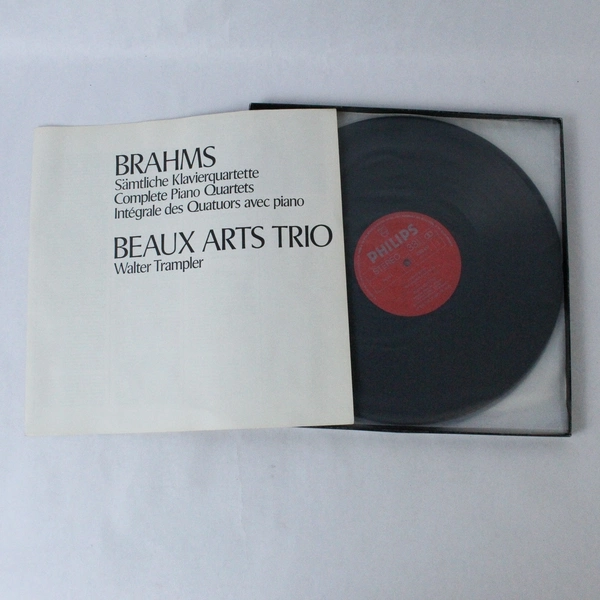 BRAHMS
Sämtliche Klavierquartette
Complete Piano Quartets
Intégrale des Quatuors avec piano
BEAUX ARTS TRIO
Walter Trampler
PHILIPS